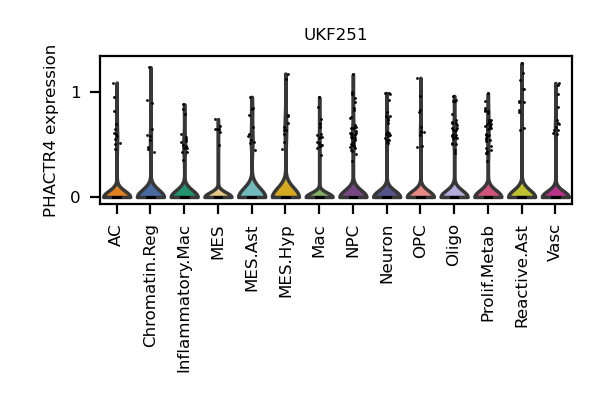 UKF251
PHACTR4 expression
1
0
AC
Chromatin.Reg
Inflammatory.Mac
MES
MES.Ast
MES.Hyp
Mac
NPC
Neuron
OPC
Oligo
Prolif.Metab
Reactive.Ast
Vasc